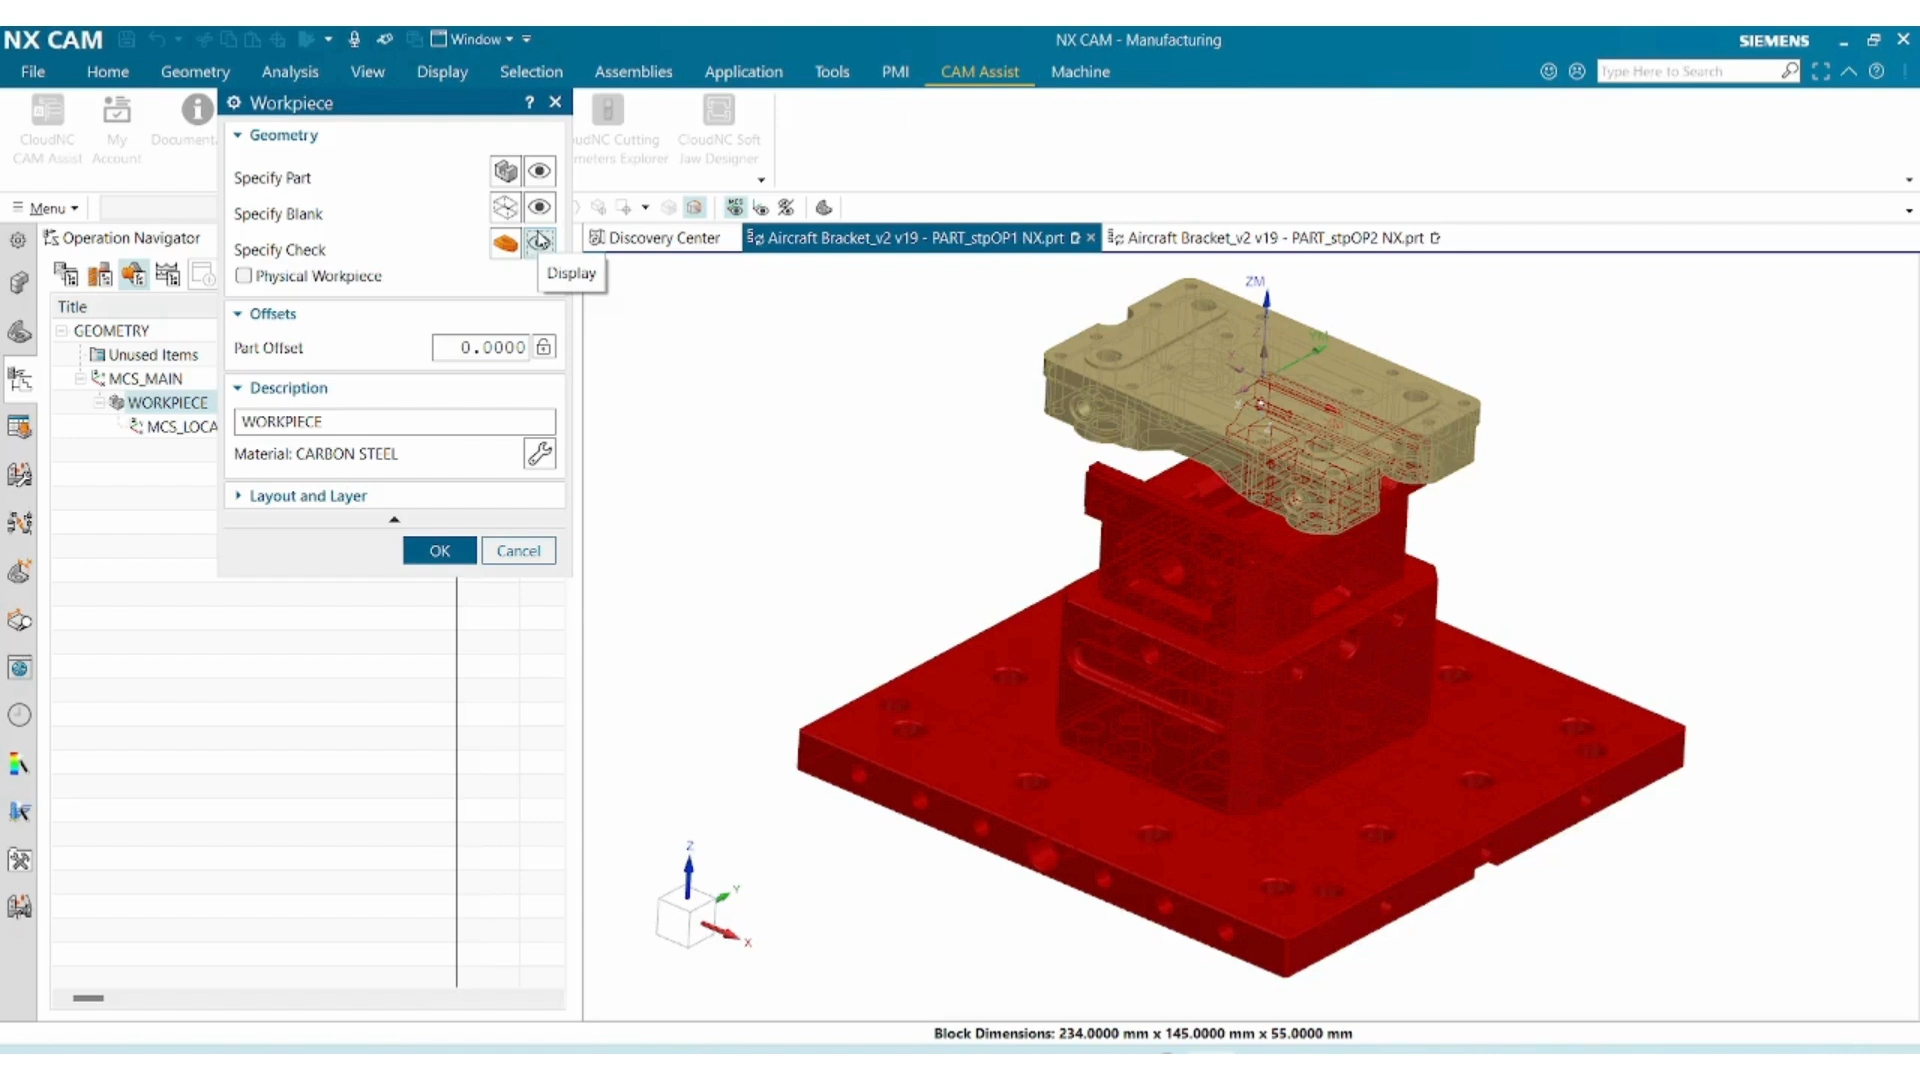 NX CAM
Window
NX CAM - Manufacturing
SIEMENS
File Home Geometry Analysis View Display Selection Assemblies Application Tools PMI CAM Assist Machine
Type Here to Search
CloudNC
CAM Assist
My
Account
Workpiece
?
Geometry
Specify Part
Specify Blank
Specify Check
Physical Workpiece
Display
Offsets
Part Offset 0.0000
Description
WORKPIECE
Material: CARBON STEEL
Layout and Layer
OK Cancel
CloudNC Soft
Jaw Designer
Menu
Operation Navigator
Title
GEOMETRY
Unused Items
MCS_MAIN
WORKPIECE
MCS_LOCA
Discovery Center
Aircraft Bracket_v2 v19 - PART_stpOP1 NX.prt
Aircraft Bracket_v2 v19 - PART_stpOP2 NX.prt
ZM
YM
Z
Y
X
Block Dimensions: 234.0000 mm x 145.0000 mm x 55.0000 mm